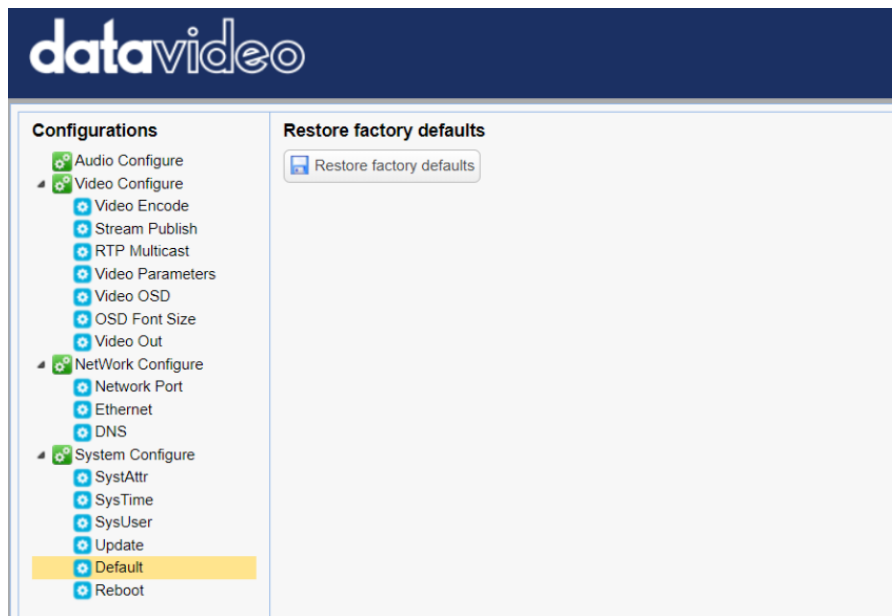 datavideo
Configurations
Audio Configure
Video Configure
Video Encode
Stream Publish
RTP Multicast
Video Parameters
Video OSD
OSD Font Size
Video Out
NetWork Configure
Network Port
Ethernet
DNS
System Configure
SystAttr
SysTime
SysUser
Update
Default
Reboot
Restore factory defaults
Restore factory defaults